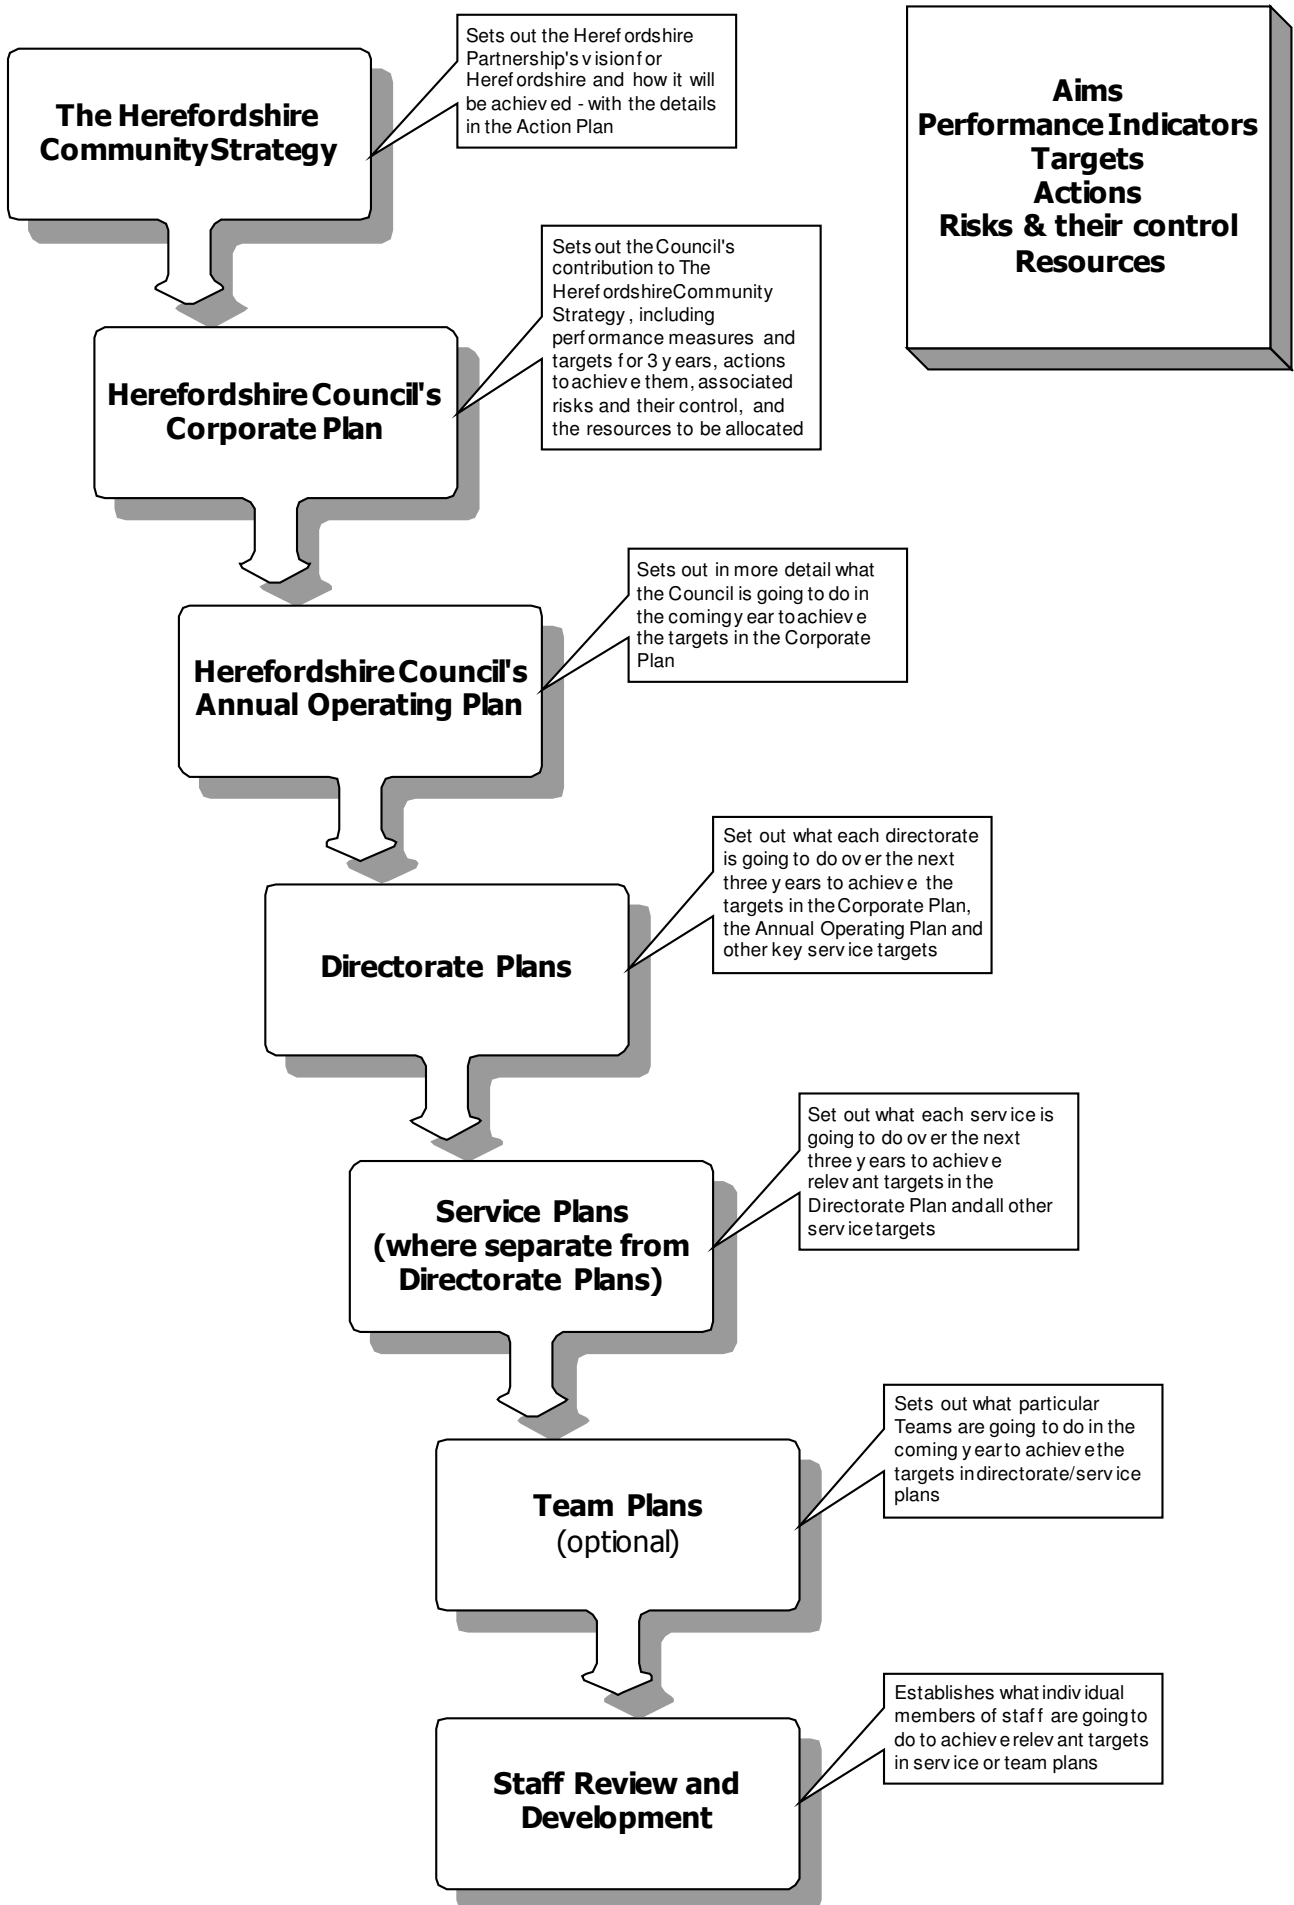 The Herefordshire
Community Strategy
Sets out the Herefordshire
Partnership's vision for
Herefordshire and how it will
be achieved - with the details
in the Action Plan
Aims
Performance Indicators
Targets
Actions
Risks & their control
Resources
Herefordshire Council's
Corporate Plan
Sets out the Council's
contribution to The
Herefordshire Community
Strategy, including
performance measures and
targets for 3 years, actions
to achieve them, associated
risks and their control, and
the resources to be allocated
Herefordshire Council's
Annual Operating Plan
Sets out in more detail what
the Council is going to do in
the coming year to achieve
the targets in the Corporate
Plan
Directorate Plans
Set out what each directorate
is going to do over the next
three years to achieve the
targets in the Corporate Plan,
the Annual Operating Plan and
other key service targets
Service Plans
(where separate from
Directorate Plans)
Set out what each service is
going to do over the next
three years to achieve
relevant targets in the
Directorate Plan and all other
service targets
Team Plans
(optional)
Sets out what particular
Teams are going to do in the
coming year to achieve the
targets in directorate/service
plans
Staff Review and
Development
Establishes what individual
members of staff are going to
do to achieve relevant targets
in service or team plans